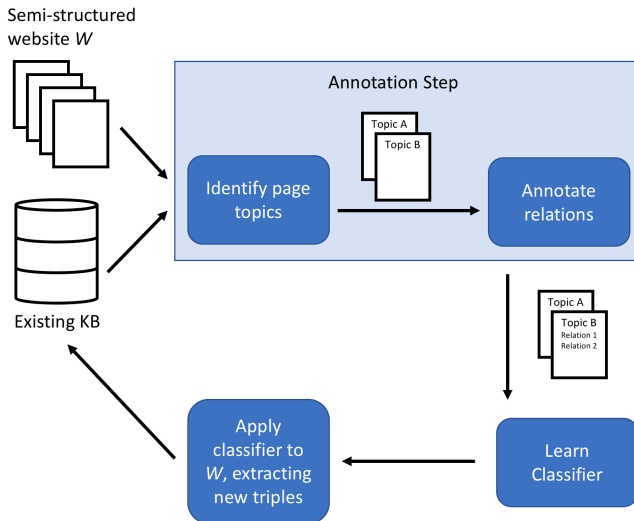 Semi-structured
website W
Annotation Step
Topic A
Topic B
Identify page
topics
Annotate
relations
Existing KB
Topic A
Topic B
Relation 1
Relation 2
Apply
classifier to
W, extracting
new triples
Learn
Classifier